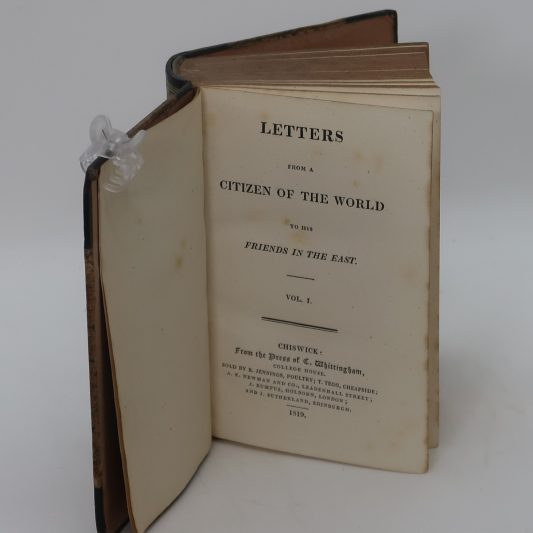 LETTERS
FROM A
CITIZEN OF THE WORLD
TO HIS
FRIENDS IN THE EAST.
VOL. I.
CHISWICK:
From the Press of C. Whittingham,
COLLEGE HOUSE.
SOLD BY R. JENNINGS, POULTRY; T. TEGG, CHEAPSIDE;
A. K. NEWMAN AND CO., LEADENHALL STREET;
J. BUMPUS, HOLBORN, LONDON;
AND J. SUTHERLAND, EDINBURGH.
1819.